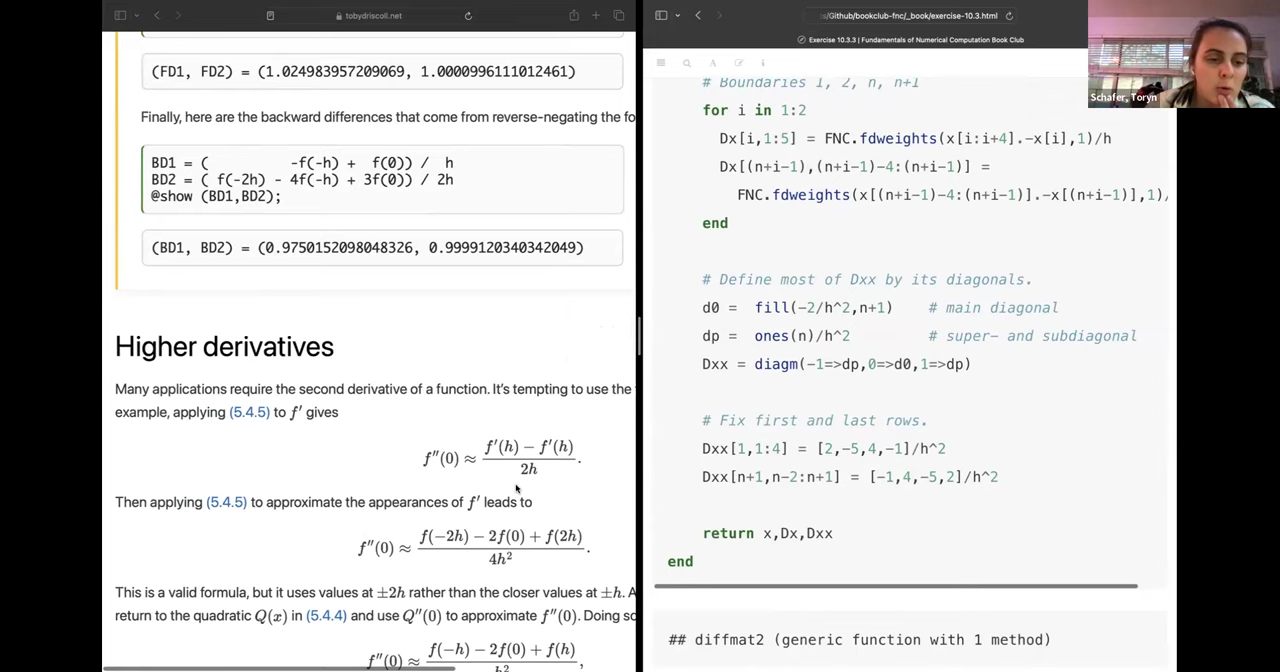 tobydriscoll.net
(FD1, FD2) = (1.024983957209069, 1.0000996111012461)
Finally, here are the backward differences that come from reverse-negating the fo
BD1 = ( -f(-h) + f(0)) / h
BD2 = ( f(-2h) - 4f(-h) + 3f(0)) / 2h
@show (BD1,BD2);
(BD1, BD2) = (0.9750152098048326, 0.9999120340342049)
Higher derivatives
Many applications require the second derivative of a function. It's tempting to use the
example, applying (5.4.5) to f′ gives
f″(0) ≈ f′(h) − f′(h) / 2h .
Then applying (5.4.5) to approximate the appearances of f′ leads to
f″(0) ≈ f(−2h) − 2f(0) + f(2h) / 4h² .
This is a valid formula, but it uses values at ±2h rather than the closer values at ±h. A
return to the quadratic Q(x) in (5.4.4) and use Q″(0) to approximate f″(0). Doing so
f″(0) ≈ f(−h) − 2f(0) + f(h) / h² ,
s/Github/bookclub-fnc/_book/exercise-10.3.html
Exercise 10.3.3 | Fundamentals of Numerical Computation Book Club
# Boundaries 1, 2, n, n+1
for i in 1:2
Dx[i,1:5] = FNC.fdweights(x[i:i+4].-x[i],1)/h
Dx[(n+i-1),(n+i-1)-4:(n+i-1)] =
FNC.fdweights(x[(n+i-1)-4:(n+i-1)].-x[(n+i-1)],1)/
end
# Define most of Dxx by its diagonals.
d0 = fill(-2/h^2,n+1) # main diagonal
dp = ones(n)/h^2 # super- and subdiagonal
Dxx = diagm(-1=>dp,0=>d0,1=>dp)
# Fix first and last rows.
Dxx[1,1:4] = [2,-5,4,-1]/h^2
Dxx[n+1,n-2:n+1] = [-1,4,-5,2]/h^2
return x,Dx,Dxx
end
## diffmat2 (generic function with 1 method)
Schafer, Toryn